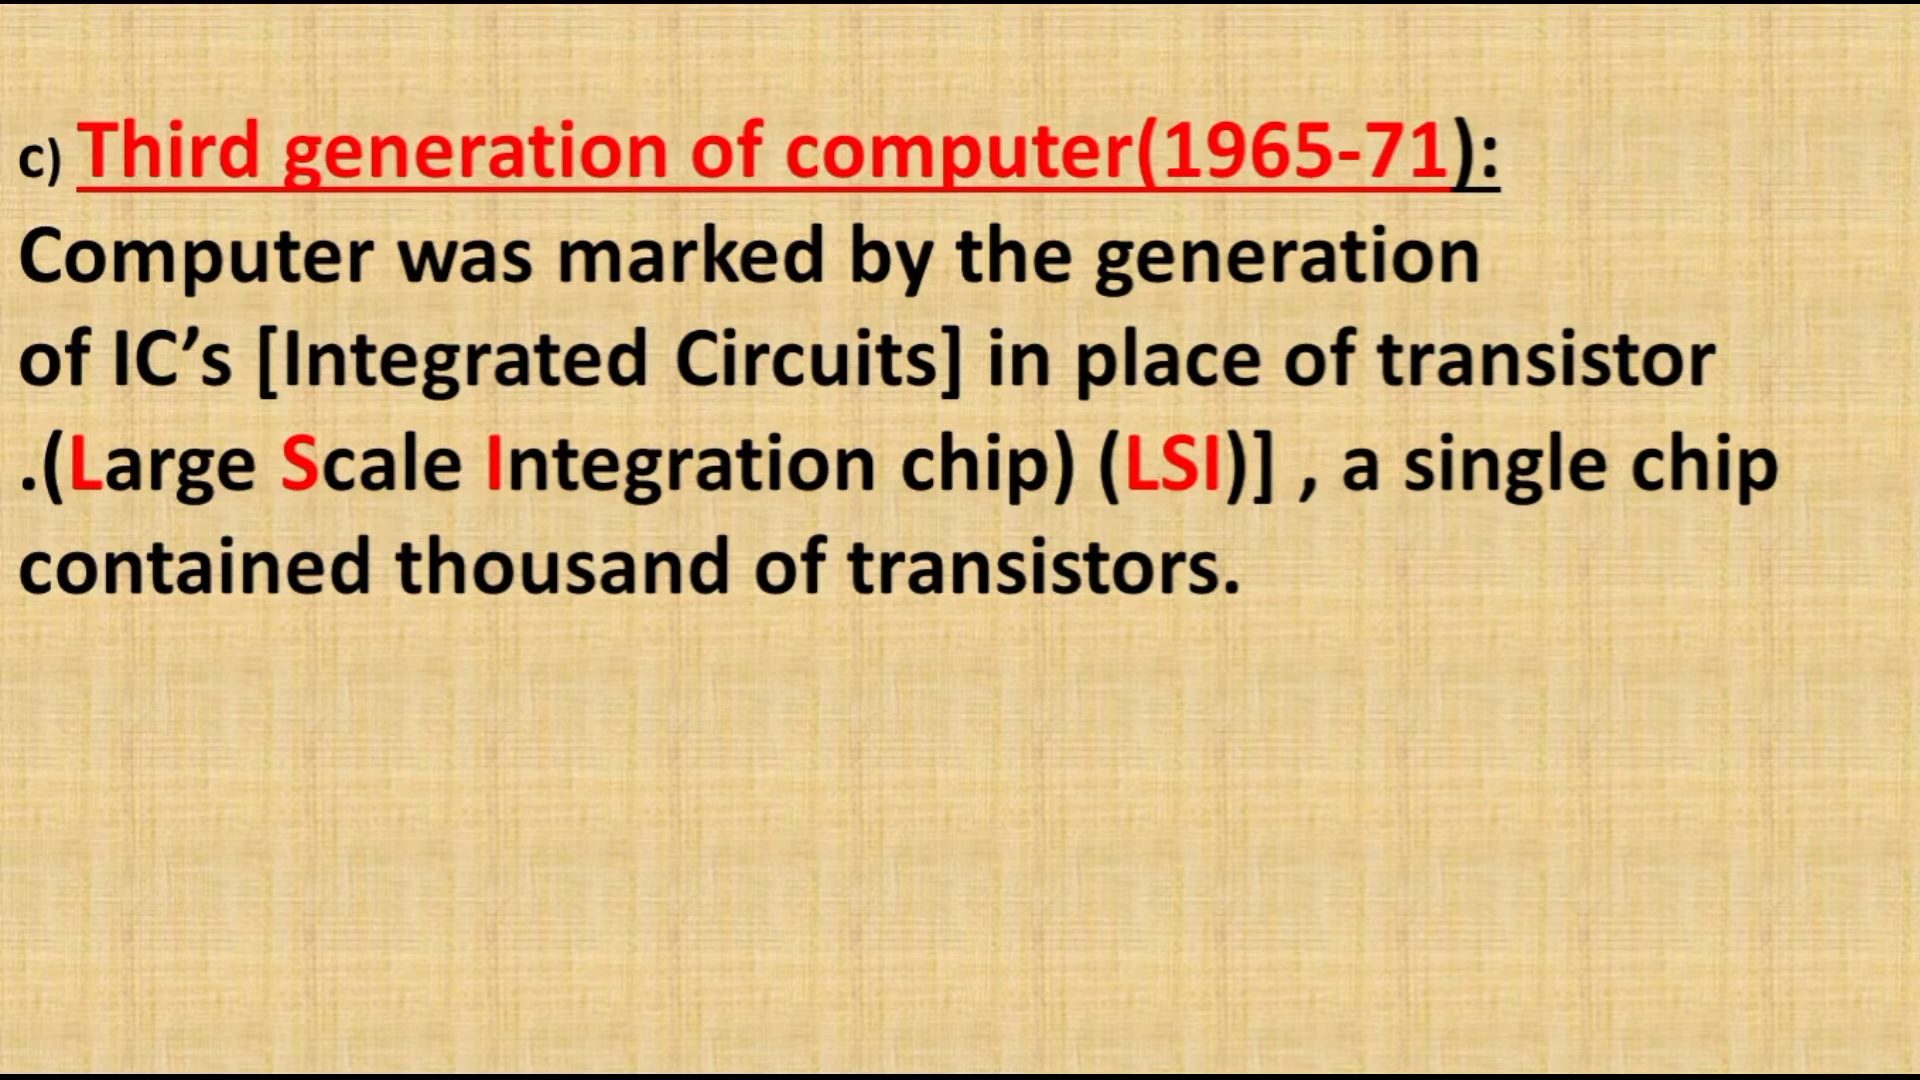 c) Third generation of computer(1965-71):
Computer was marked by the generation
of IC’s [Integrated Circuits] in place of transistor
.(Large Scale Integration chip) (LSI)] , a single chip
contained thousand of transistors.